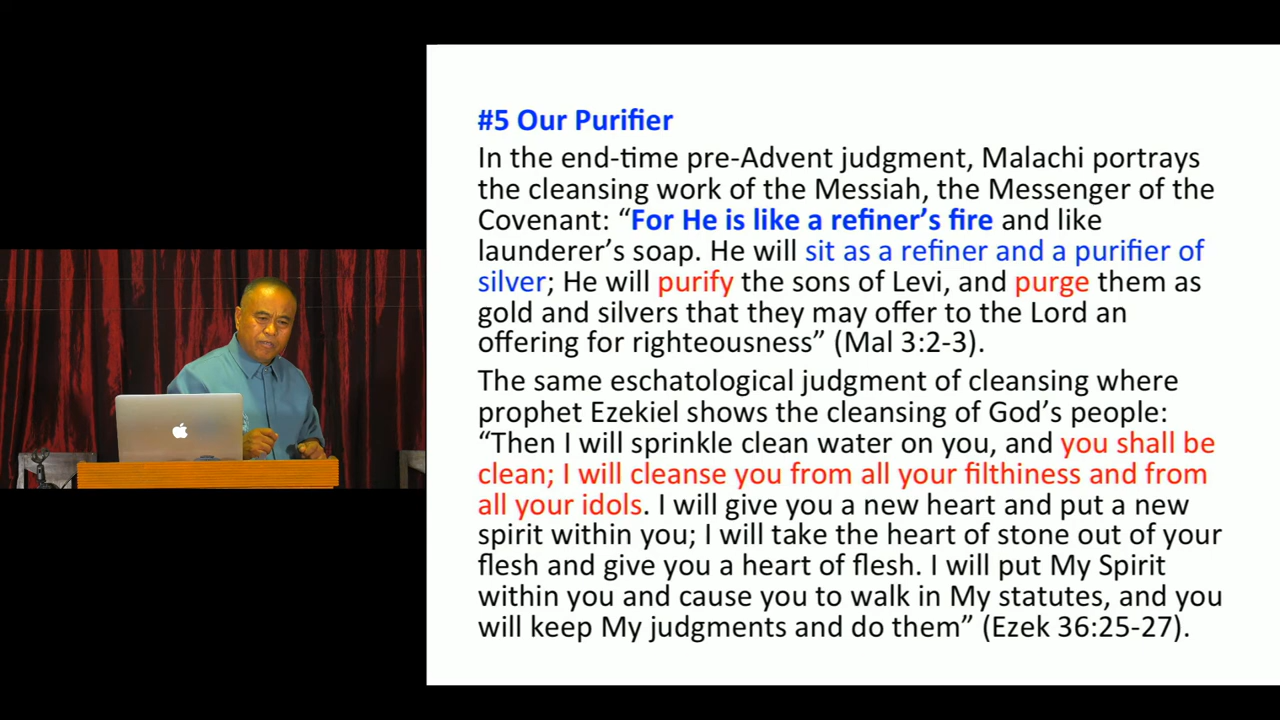 #5 Our Purifier
In the end-time pre-Advent judgment, Malachi portrays
the cleansing work of the Messiah, the Messenger of the
Covenant: “For He is like a refiner’s fire and like
launderer’s soap. He will sit as a refiner and a purifier of
silver; He will purify the sons of Levi, and purge them as
gold and silvers that they may offer to the Lord an
offering for righteousness” (Mal 3:2-3).
The same eschatological judgment of cleansing where
prophet Ezekiel shows the cleansing of God’s people:
“Then I will sprinkle clean water on you, and you shall be
clean; I will cleanse you from all your filthiness and from
all your idols. I will give you a new heart and put a new
spirit within you; I will take the heart of stone out of your
flesh and give you a heart of flesh. I will put My Spirit
within you and cause you to walk in My statutes, and you
will keep My judgments and do them” (Ezek 36:25-27).